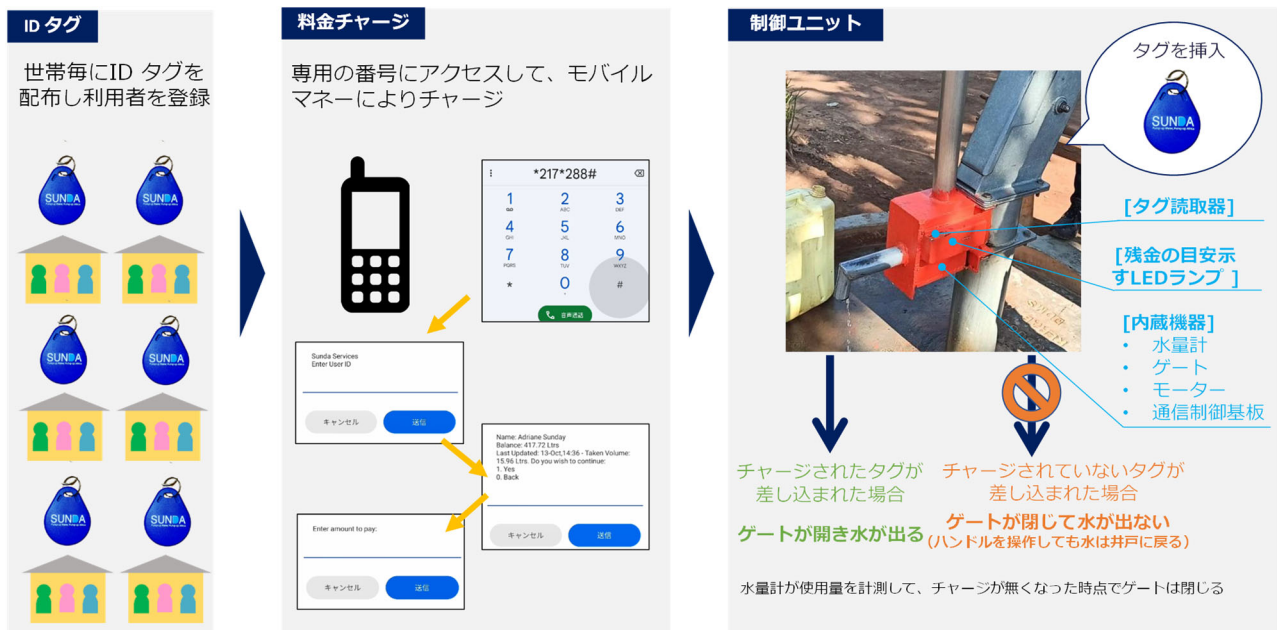 ID タグ
世帯毎にID タグを
配布し利用者を登録
SUNDA
SUNDA
SUNDA
SUNDA
SUNDA
SUNDA
料金チャージ
専用の番号にアクセスして、モバイル
マネーによりチャージ
*217*288#
1 2 3
ABC DEF
4 5 6
GHI JKL MNO
7 8 9
PQRS TUV WXYZ
* 0 #
音声通話
Sunda Services
Enter User ID
キャンセル 送信
Name: Adriane Sunday
Balance: 417.72 Ltrs
Last Updated: 13-Oct,14:36 - Taken Volume:
15.96 Ltrs. Do you wish to continue:
1. Yes
0. Back
キャンセル 送信
Enter amount to pay:
キャンセル 送信
制御ユニット
タグを挿入
SUNDA
[タグ読取器]
[残金の目安示
すLEDランプ ]
[内蔵機器]
• 水量計
• ゲート
• モーター
• 通信制御基板
チャージされたタグが
差し込まれた場合
ゲートが開き水が出る
チャージされていないタグが
差し込まれた場合
ゲートが閉じて水が出ない
(ハンドルを操作しても水は井戸に戻る)
水量計が使用量を計測して、チャージが無くなった時点でゲートは閉じる